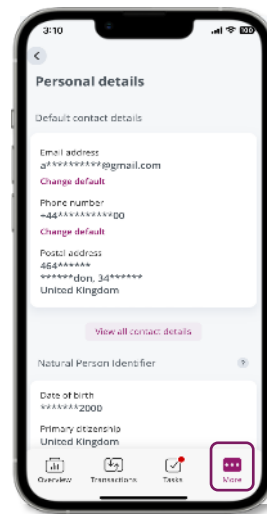 3:10
Personal details
Default contact details
Email address
a**********@gmail.com
Change default
Phone number
+44**********00
Change default
Postal address
464******
******don, 34******
United Kingdom
View all contact details
Natural Person Identifier
?
Date of birth
*******2000
Primary citizenship
United Kingdom
Overview Transactions Tasks More